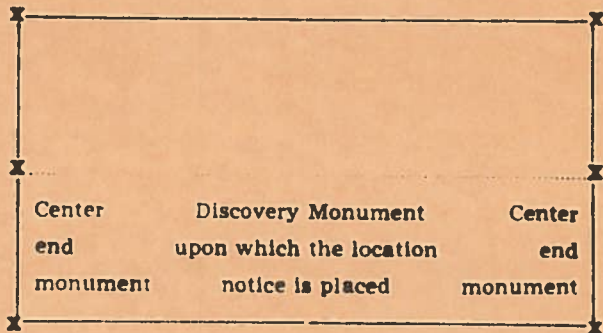 X X
X X
Center Discovery Monument Center
end upon which the location end
monument notice is placed monument
X X